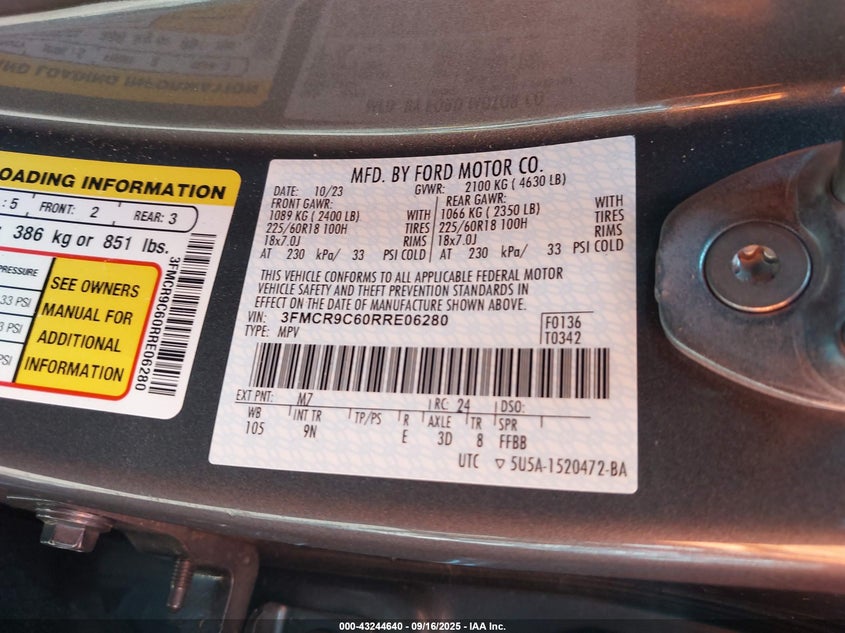 OADING INFORMATION
: 5 FRONT: 2 REAR: 3
386 kg or 851 lbs.
PRESSURE
33 PSI
PSI
SEE OWNERS
MANUAL FOR
ADDITIONAL
INFORMATION
3FMCR9C60RRE06280
MFD. BY FORD MOTOR CO.
DATE: 10/23 GVWR: 2100 KG ( 4630 LB)
FRONT GAWR: REAR GAWR: WITH
1089 KG ( 2400 LB) WITH 1066 KG ( 2350 LB) TIRES
225/60R18 100H TIRES 225/60R18 100H RIMS
18x7.0J RIMS 18x7.0J
AT 230 kPa/ 33 PSI COLD AT 230 kPa/ 33 PSI COLD
THIS VEHICLE CONFORMS TO ALL APPLICABLE FEDERAL MOTOR
VEHICLE SAFETY AND THEFT PREVENTION STANDARDS IN
EFFECT ON THE DATE OF MANUFACTURE SHOWN ABOVE.
VIN: 3FMCR9C60RRE06280 F0136
TYPE: MPV T0342
EXT PNT: M7 RC: 24 DSO:
WB INT TR TP/PS R AXLE TR SPR
105 9N E 3D 8 FFBB
UTC ▽ 5U5A-1520472-BA
000-43244640 - 09/16/2025 - IAA Inc.